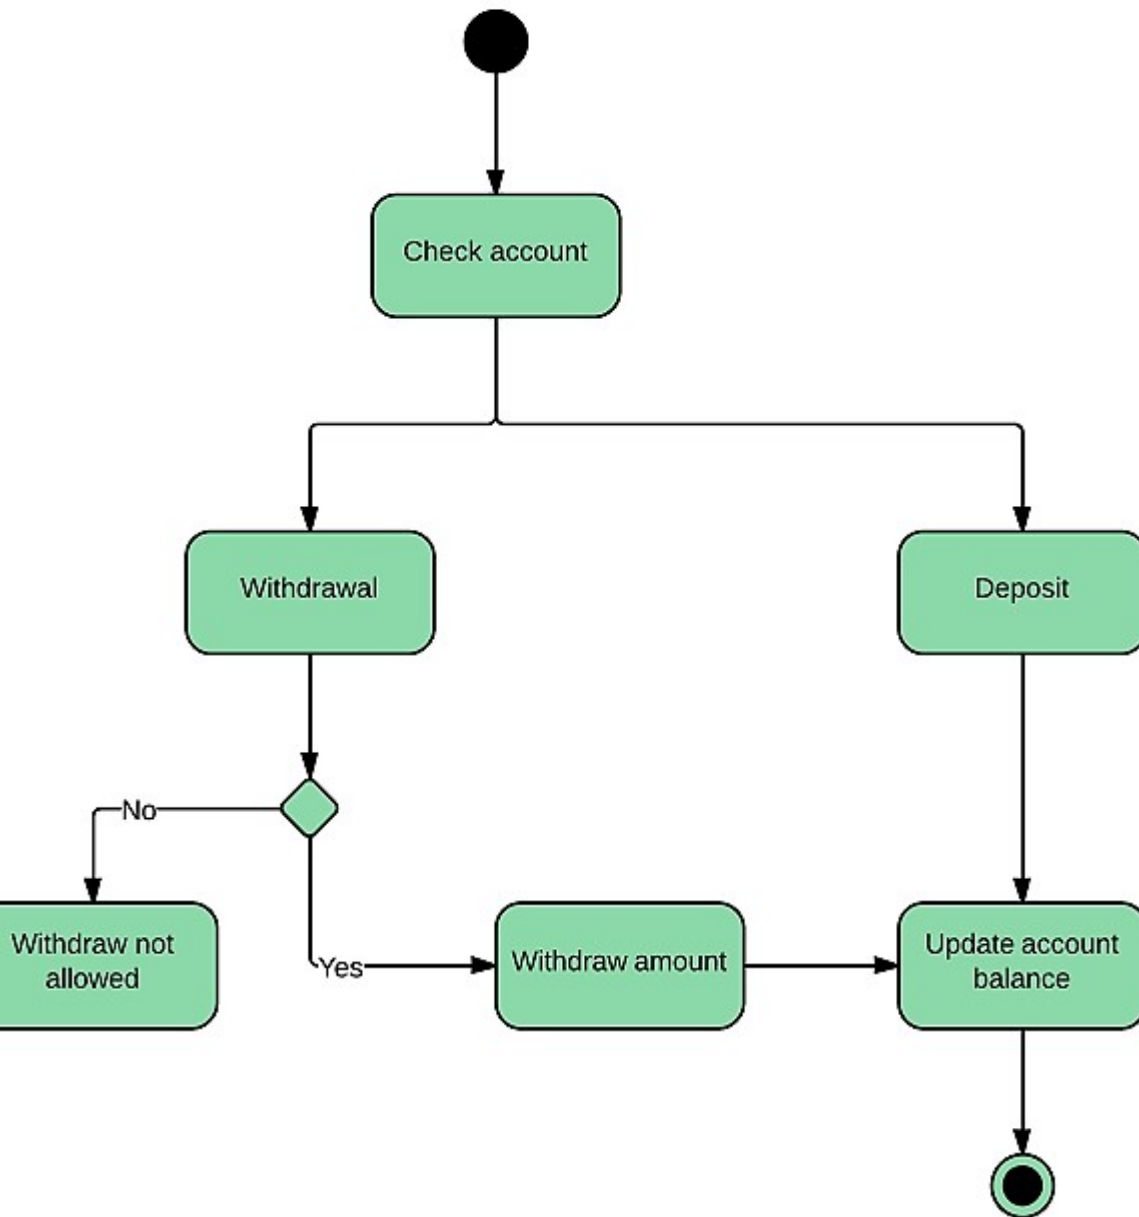 Check account
Withdrawal
Deposit
No
Withdraw not
allowed
Yes
Withdraw amount
Update account
balance